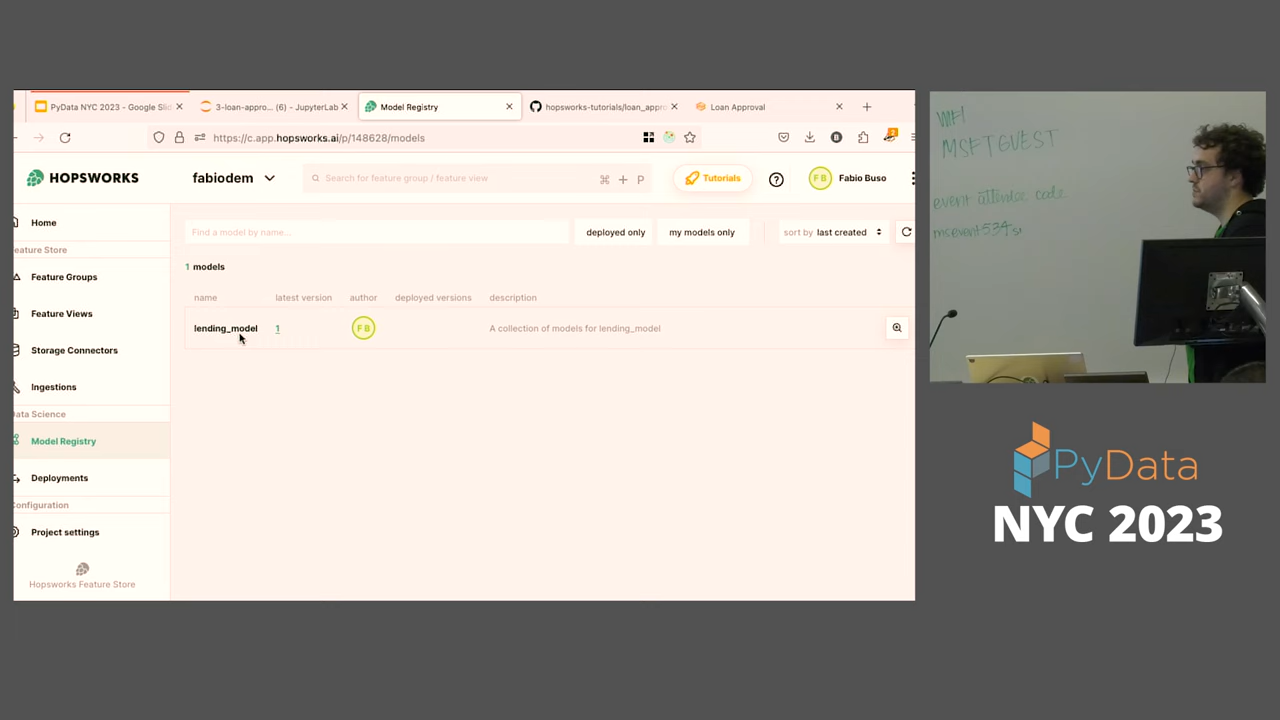 PyData NYC 2023 - Google Slid
3-loan-appro... (6) - JupyterLab
Model Registry
hopsworks-tutorials/loan_appro
Loan Approval
https://c.app.hopsworks.ai/p/148628/models
HOPSWORKS
fabiodem
Search for feature group / feature view
⌘ + P
Tutorials
F B
Fabio Buso
Home
eature Store
Feature Groups
Feature Views
Storage Connectors
Ingestions
Data Science
Model Registry
Deployments
Configuration
Project settings
Hopsworks Feature Store
Find a model by name...
deployed only
my models only
sort by last created
1 models
name latest version author deployed versions description
lending_model 1 F B A collection of models for lending_model
WIFI
MSFTGUEST
event attendee code
msevent534s
PyData
NYC 2023